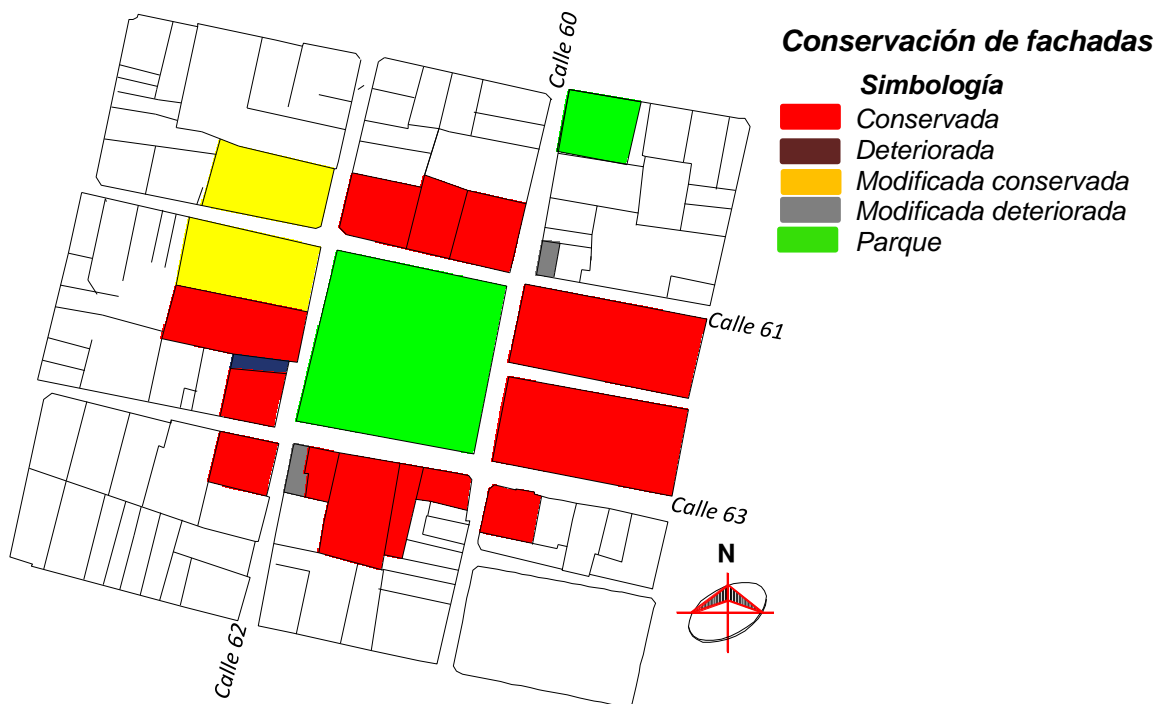 Calle 60
Conservación de fachadas
Simbología
Conservada
Deteriorada
Modificada conservada
Modificada deteriorada
Parque
Calle 61
Calle 63
N
Calle 62